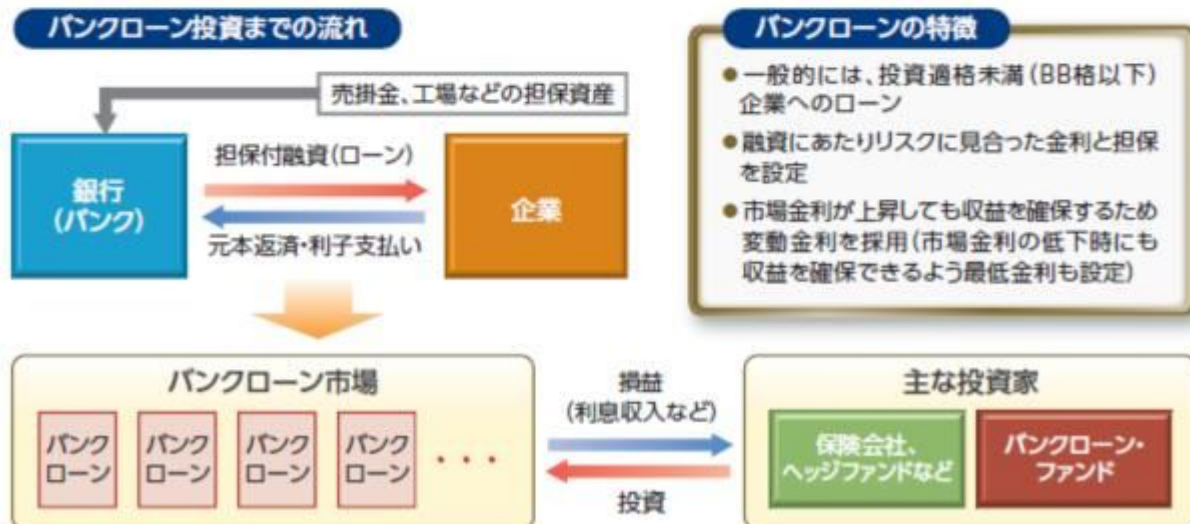 バンクローン投資までの流れ
売掛金、工場などの担保資産
銀行
(バンク)
担保付融資(ローン)
元本返済・利子支払い
企業
バンクローンの特徴
●一般的には、投資適格未満(BB格以下)
企業へのローン
●融資にあたりリスクに見合った金利と担保
を設定
●市場金利が上昇しても収益を確保するため
変動金利を採用(市場金利の低下時にも
収益を確保できるよう最低金利も設定)
バンクローン市場
バンク
ローン
バンク
ローン
バンク
ローン
バンク
ローン
・・・
損益
(利息収入など)
投資
主な投資家
保険会社、
ヘッジファンドなど
バンクローン・
ファンド